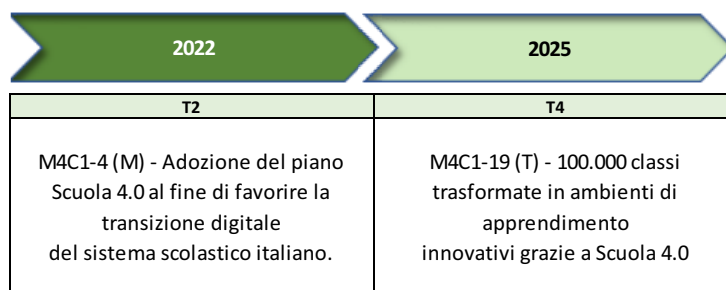 2022
2025
T2
T4
M4C1-4 (M) - Adozione del piano
Scuola 4.0 al fine di favorire la
transizione digitale
del sistema scolastico italiano.
M4C1-19 (T) - 100.000 classi
trasformate in ambienti di
apprendimento
innovativi grazie a Scuola 4.0